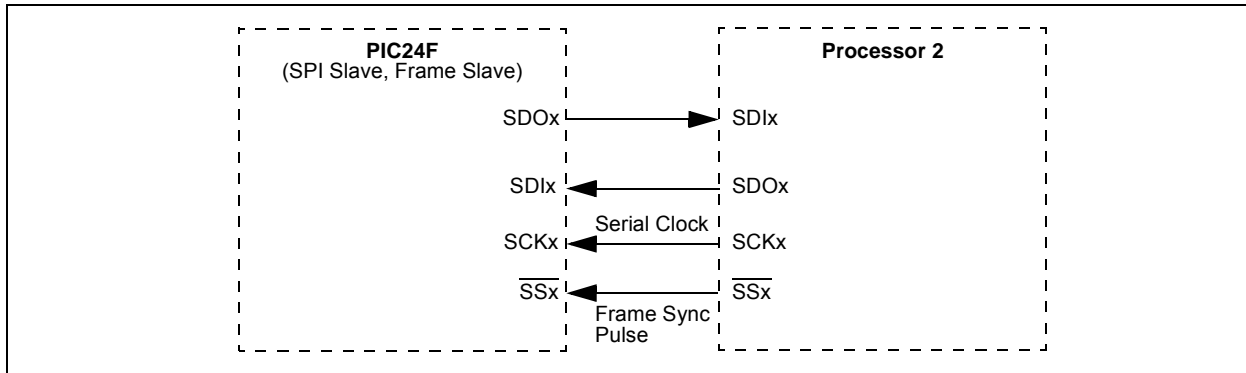 PIC24F
(SPI Slave, Frame Slave)
Processor 2
SDOx
SDIx
SDIx
SDOx
Serial Clock
SCKx
SCKx
SSx
SSx
Frame Sync
Pulse